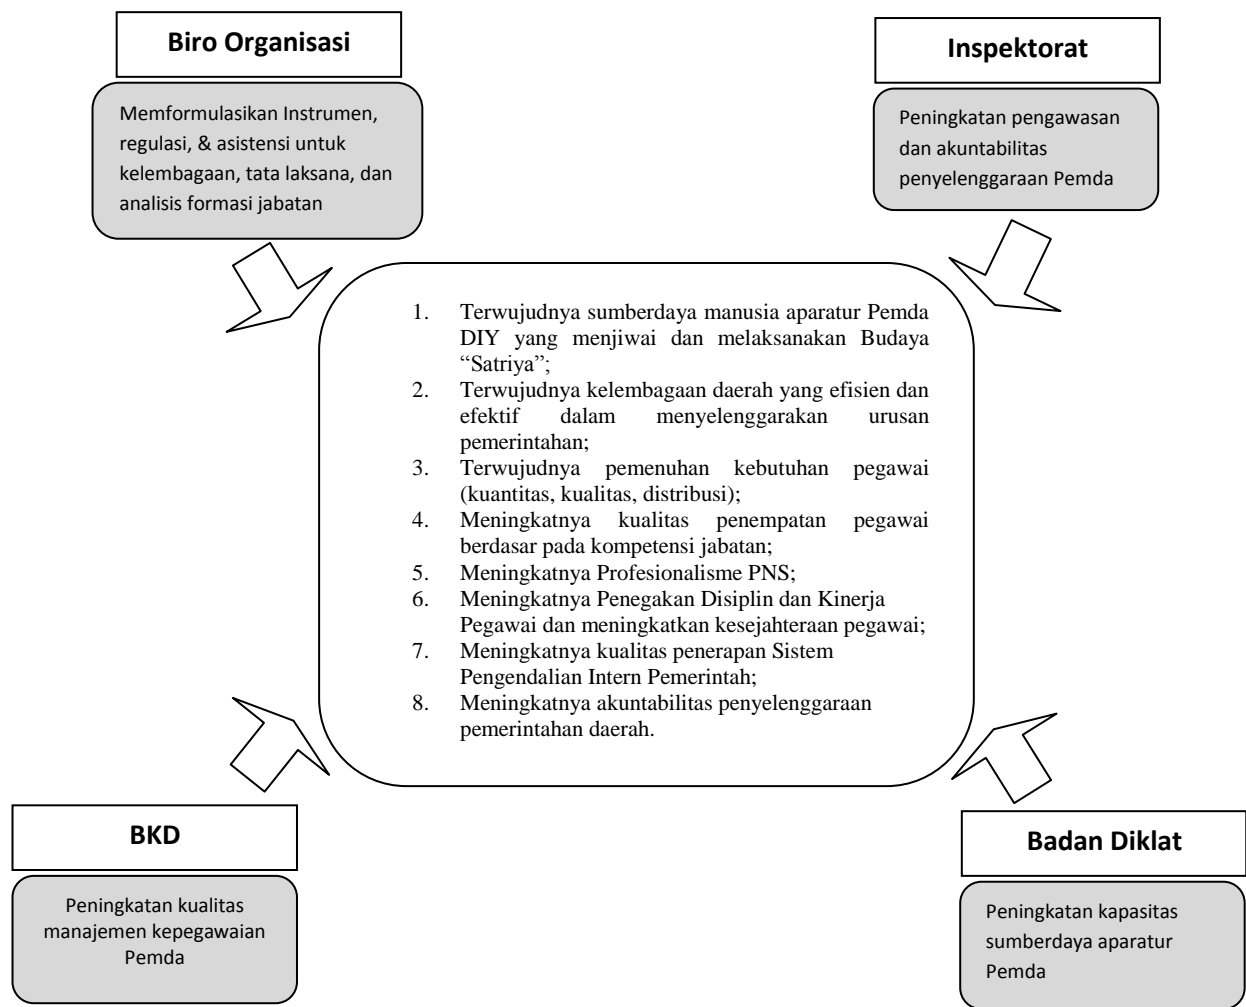 Biro Organisasi
Memformulasikan Instrumen,
regulasi, & asistensi untuk
kelembagaan, tata laksana, dan
analisis formasi jabatan
Inspektorat
Peningkatan pengawasan
dan akuntabilitas
penyelenggaraan Pemda
1. Terwujudnya sumberdaya manusia aparatur Pemda
DIY yang menjiwai dan melaksanakan Budaya
“Satriya”;
2. Terwujudnya kelembagaan daerah yang efisien dan
efektif dalam menyelenggarakan urusan
pemerintahan;
3. Terwujudnya pemenuhan kebutuhan pegawai
(kuantitas, kualitas, distribusi);
4. Meningkatnya kualitas penempatan pegawai
berdasar pada kompetensi jabatan;
5. Meningkatnya Profesionalisme PNS;
6. Meningkatnya Penegakan Disiplin dan Kinerja
Pegawai dan meningkatkan kesejahteraan pegawai;
7. Meningkatnya kualitas penerapan Sistem
Pengendalian Intern Pemerintah;
8. Meningkatnya akuntabilitas penyelenggaraan
pemerintahan daerah.
BKD
Peningkatan kualitas
manajemen kepegawaian
Pemda
Badan Diklat
Peningkatan kapasitas
sumberdaya aparatur
Pemda